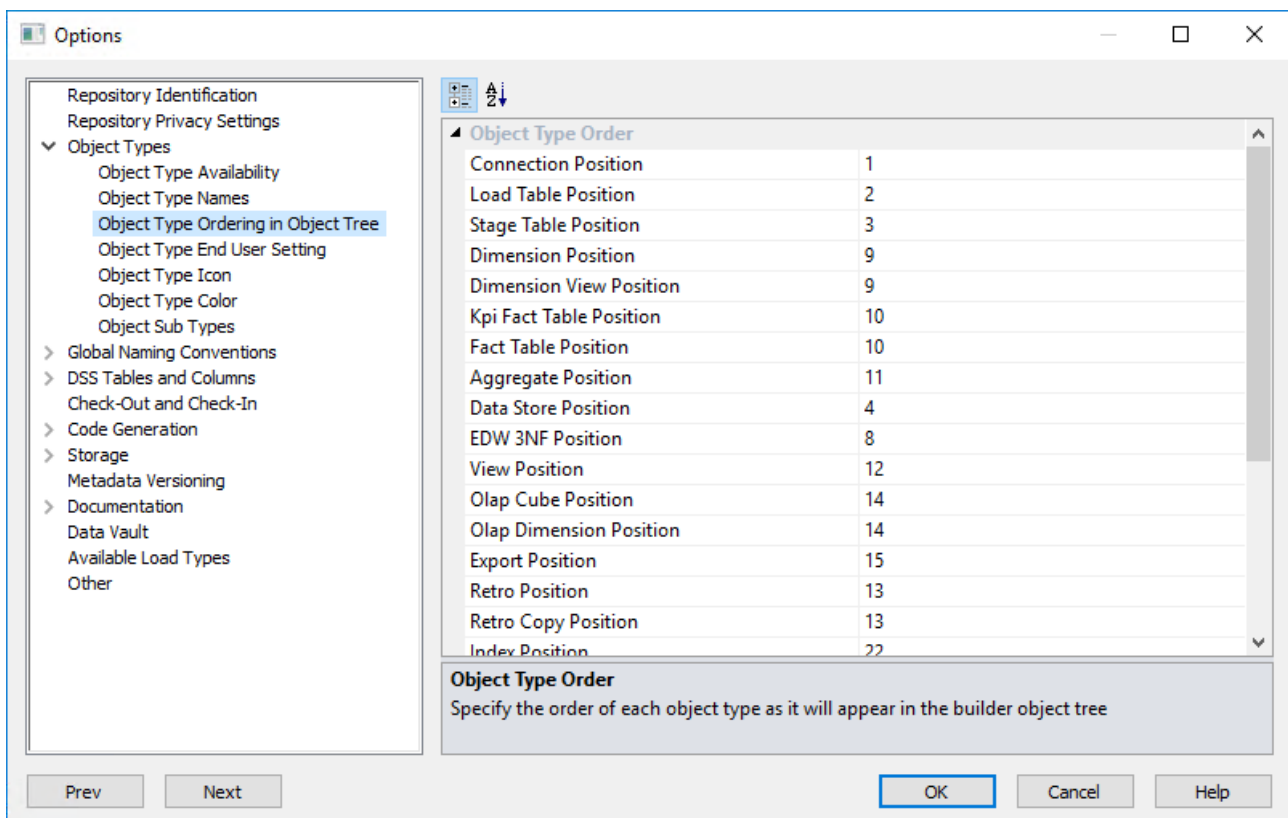 Options
Repository Identification
Repository Privacy Settings
Object Types
Object Type Availability
Object Type Names
Object Type Ordering in Object Tree
Object Type End User Setting
Object Type Icon
Object Type Color
Object Sub Types
Global Naming Conventions
DSS Tables and Columns
Check-Out and Check-In
Code Generation
Storage
Metadata Versioning
Documentation
Data Vault
Available Load Types
Other
Object Type Order
Connection Position 1
Load Table Position 2
Stage Table Position 3
Dimension Position 9
Dimension View Position 9
Kpi Fact Table Position 10
Fact Table Position 10
Aggregate Position 11
Data Store Position 4
EDW 3NF Position 8
View Position 12
Olap Cube Position 14
Olap Dimension Position 14
Export Position 15
Retro Position 13
Retro Copy Position 13
Index Position 22
Object Type Order
Specify the order of each object type as it will appear in the builder object tree
Prev Next OK Cancel Help